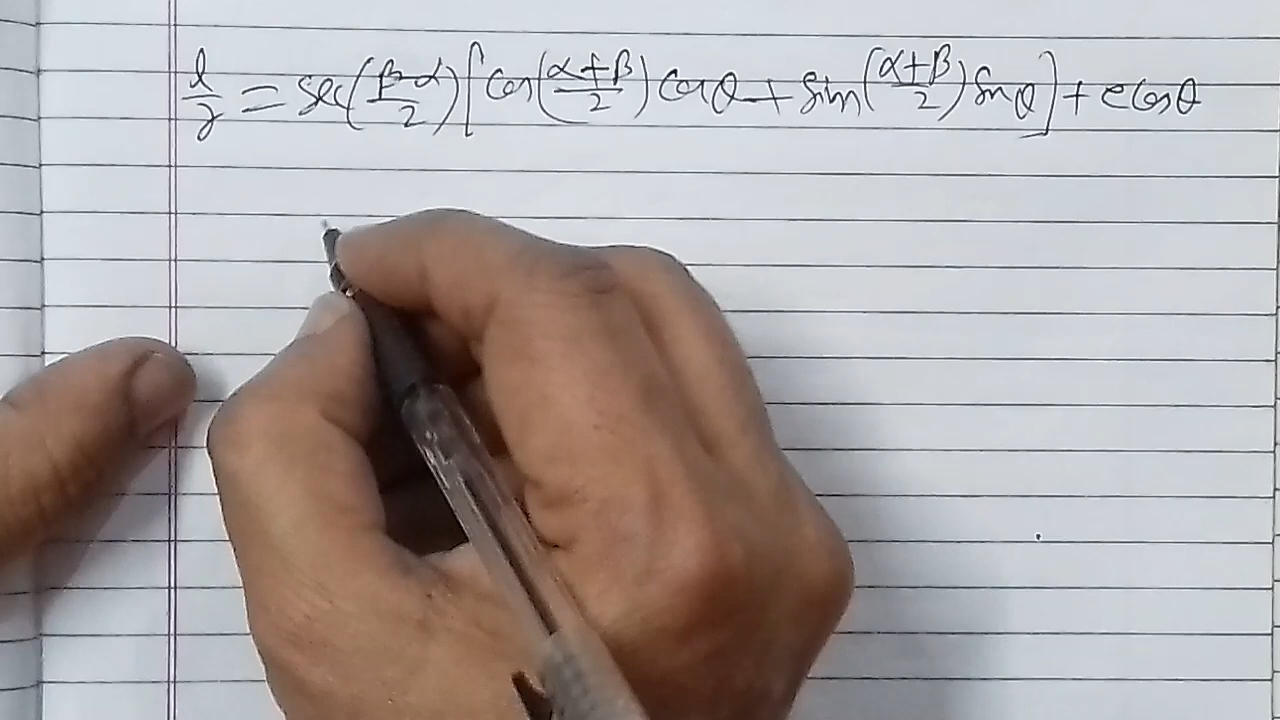 l/r = sec((β-α)/2) [cos((α+β)/2) cosθ + sin((α+β)/2) sinθ] + e cosθ